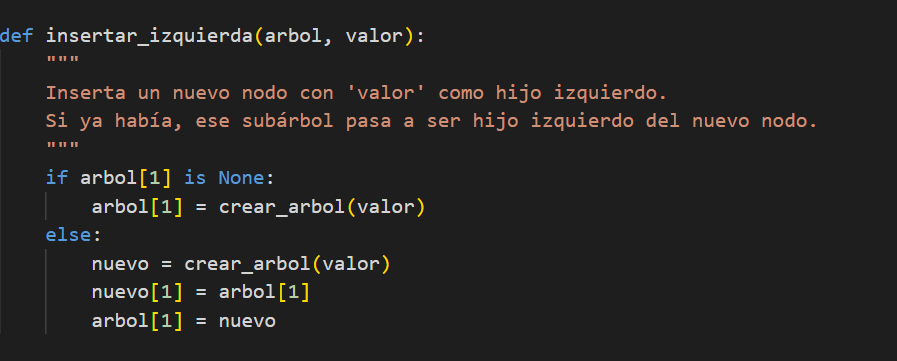 def insertar_izquierda(arbol, valor):
    """
    Inserta un nuevo nodo con 'valor' como hijo izquierdo.
    Si ya había, ese subárbol pasa a ser hijo izquierdo del nuevo nodo.
    """
    if arbol[1] is None:
        arbol[1] = crear_arbol(valor)
    else:
        nuevo = crear_arbol(valor)
        nuevo[1] = arbol[1]
        arbol[1] = nuevo